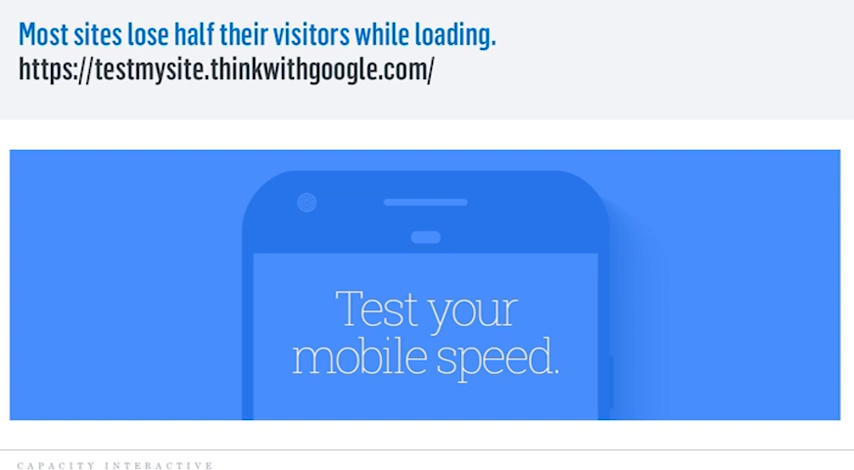 Most sites lose half their visitors while loading.
https://testmysite.thinkwithgoogle.com/
Test your
mobile speed.
CAPACITY INTERACTIVE